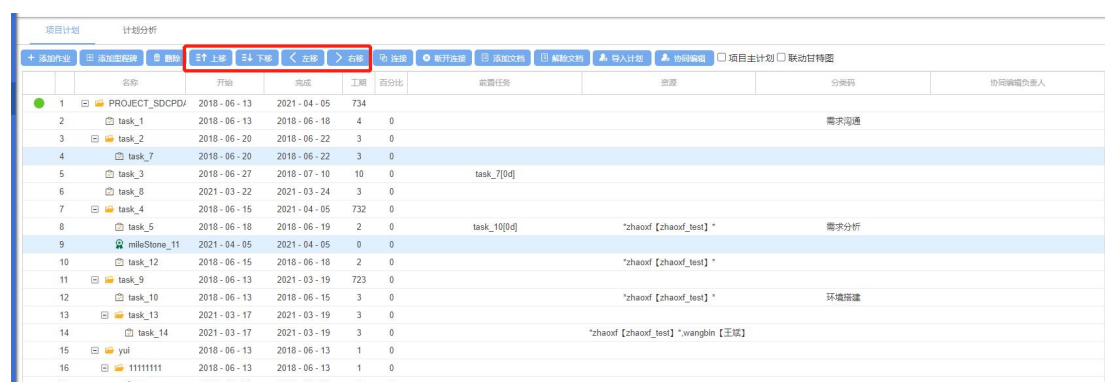 项目计划 计划分析
+ 添加作业 添加里程碑 删除 上移 下移 左移 右移 连接 断开连接 添加文档 解除文档 导入计划 协同编辑 项目主计划 联动甘特图
名称 开始 完成 工期 百分比 前置任务 资源 分类码 协同编辑负责人
1 PROJECT_SDCPDA 2018 - 06 - 13 2021 - 04 - 05 734
2 task_1 2018 - 06 - 13 2018 - 06 - 18 4 0 需求沟通
3 task_2 2018 - 06 - 20 2018 - 06 - 22 3 0
4 task_7 2018 - 06 - 20 2018 - 06 - 22 3 0
5 task_3 2018 - 06 - 27 2018 - 07 - 10 10 0 task_7[0d]
6 task_8 2021 - 03 - 22 2021 - 03 - 24 3 0
7 task_4 2018 - 06 - 15 2021 - 04 - 05 732 0
8 task_5 2018 - 06 - 18 2018 - 06 - 19 2 0 task_10[0d] "zhaoxf【zhaoxf_test】" 需求分析
9 mileStone_11 2021 - 04 - 05 2021 - 04 - 05 0 0
10 task_12 2018 - 06 - 15 2018 - 06 - 18 2 0 "zhaoxf【zhaoxf_test】"
11 task_9 2018 - 06 - 13 2021 - 03 - 19 723 0
12 task_10 2018 - 06 - 13 2018 - 06 - 15 3 0 "zhaoxf【zhaoxf_test】" 环境搭建
13 task_13 2021 - 03 - 17 2021 - 03 - 19 3 0
14 task_14 2021 - 03 - 17 2021 - 03 - 19 3 0 "zhaoxf【zhaoxf_test】",wangbin【王斌】
15 yui 2018 - 06 - 13 2018 - 06 - 13 1 0
16 11111111 2018 - 06 - 13 2018 - 06 - 13 1 0